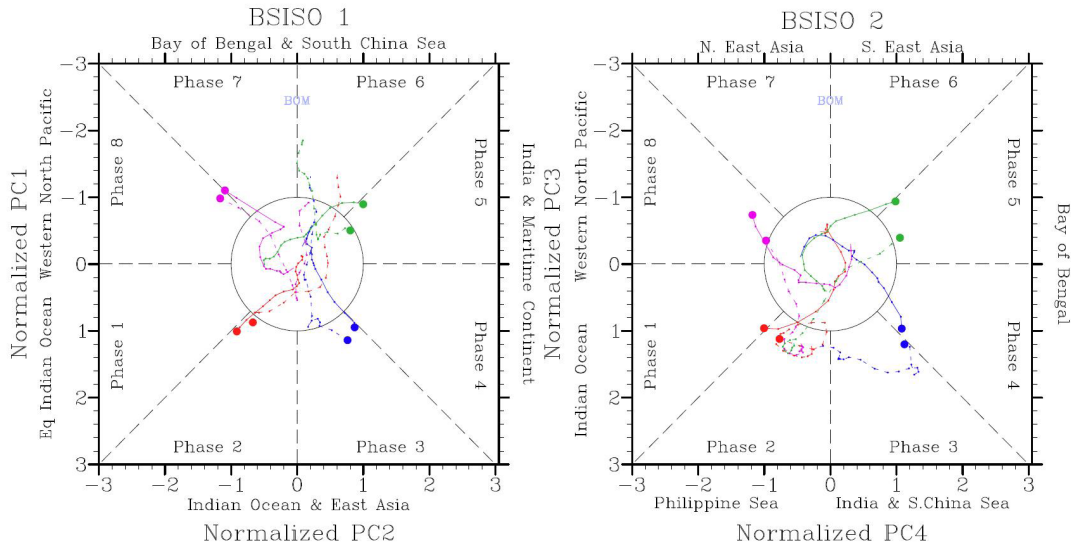 BSISO 1
Bay of Bengal & South China Sea
−3
−2
−1
0
1
2
3
Phase 7
Phase 6
BOM
Phase 8
Phase 5
Phase 1
Phase 4
Phase 2
Phase 3
Normalized PC1
Eq Indian Ocean Western North Pacific
India & Maritime Continent
−3 −2 −1 0 1 2 3
Indian Ocean & East Asia
Normalized PC2
BSISO 2
N. East Asia S. East Asia
−3
−2
−1
0
1
2
3
Phase 7
Phase 6
BOM
Phase 8
Phase 5
Phase 1
Phase 4
Phase 2
Phase 3
Normalized PC3
Indian Ocean Western North Pacific
Bay of Bengal
−3 −2 −1 0 1 2 3
Philippine Sea India & S.China Sea
Normalized PC4